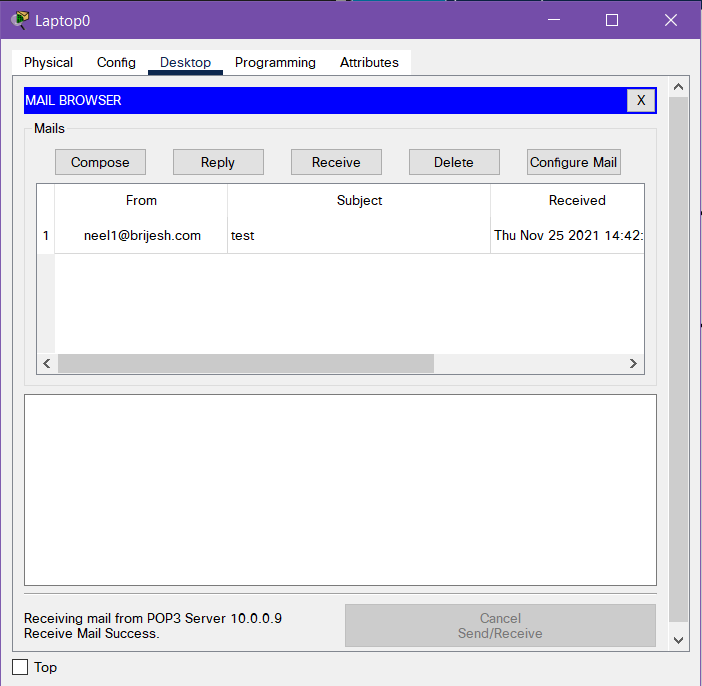 Laptop0
Physical Config Desktop Programming Attributes
MAIL BROWSER X
Mails
Compose Reply Receive Delete Configure Mail
From Subject Received
1 neel1@brijesh.com test Thu Nov 25 2021 14:42:
Receiving mail from POP3 Server 10.0.0.9
Receive Mail Success.
Cancel
Send/Receive
Top